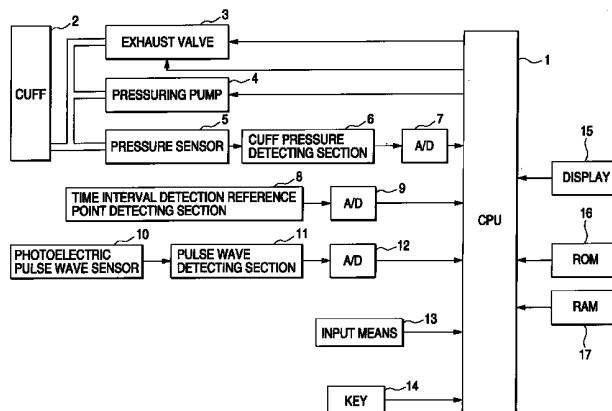 2
CUFF
3
EXHAUST VALVE
4
PRESSURING PUMP
5
PRESSURE SENSOR
6
CUFF PRESSURE
DETECTING SECTION
7
A/D
8
TIME INTERVAL DETECTION REFERENCE
POINT DETECTING SECTION
9
A/D
10
PHOTOELECTRIC
PULSE WAVE SENSOR
11
PULSE WAVE
DETECTING SECTION
12
A/D
13
INPUT MEANS
14
KEY
1
CPU
15
DISPLAY
16
ROM
RAM
17